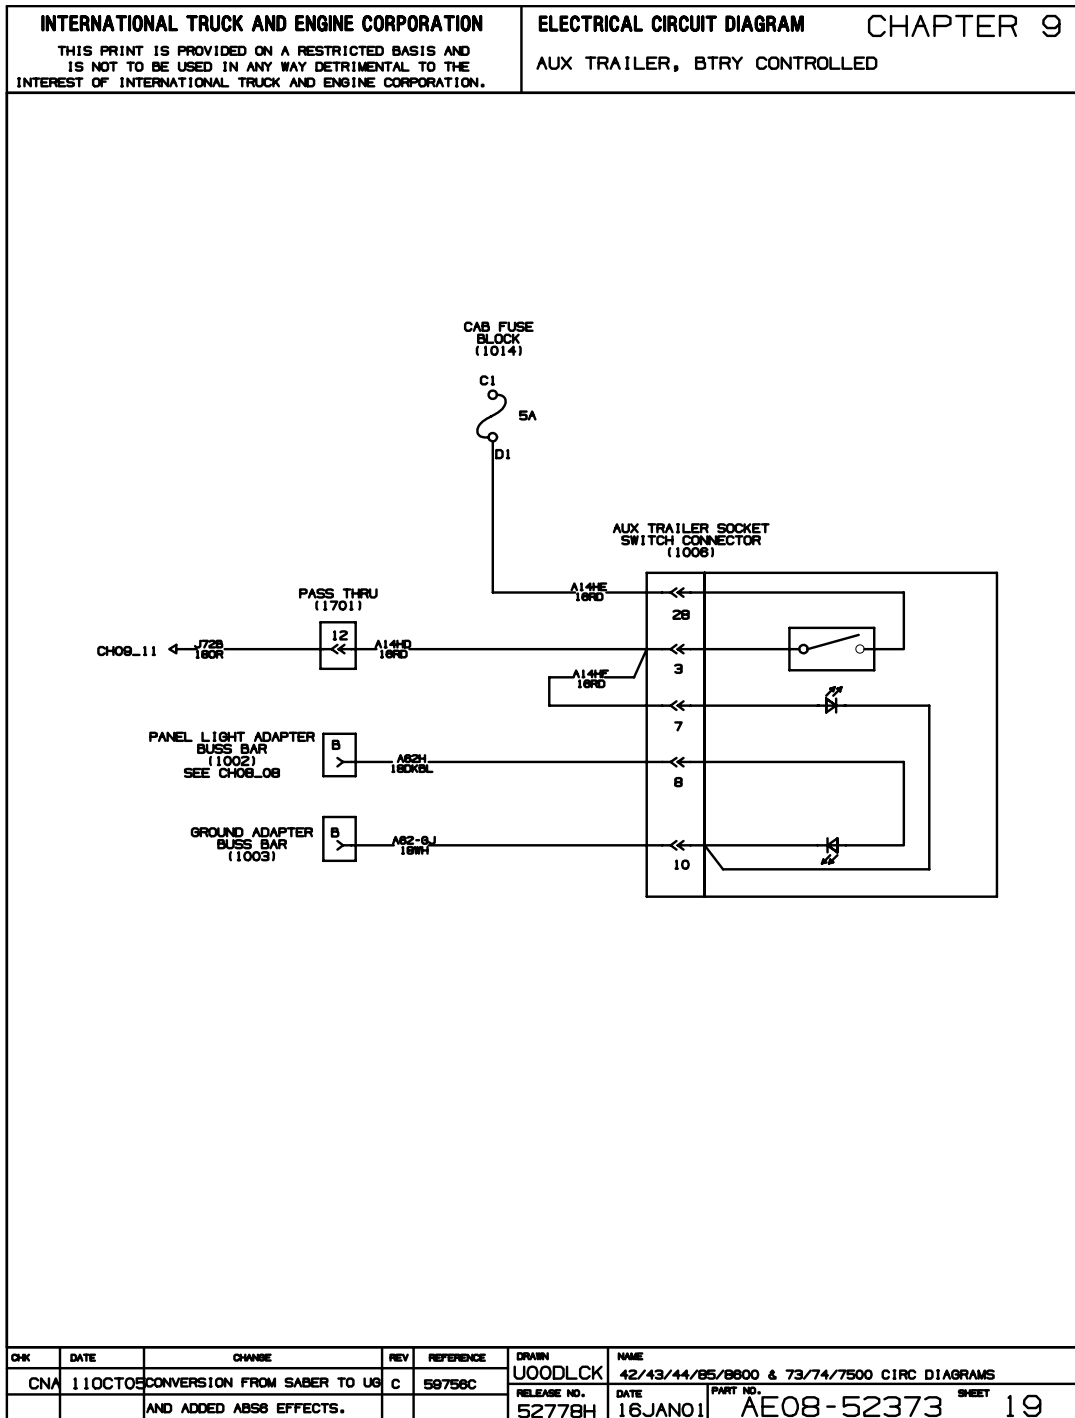 INTERNATIONAL TRUCK AND ENGINE CORPORATION
THIS PRINT IS PROVIDED ON A RESTRICTED BASIS AND
IS NOT TO BE USED IN ANY WAY DETRIMENTAL TO THE
INTEREST OF INTERNATIONAL TRUCK AND ENGINE CORPORATION.
ELECTRICAL CIRCUIT DIAGRAM CHAPTER 9
AUX TRAILER, BTRY CONTROLLED
CAB FUSE
BLOCK
(1014)
C1
5A
D1
AUX TRAILER SOCKET
SWITCH CONNECTOR
(1006)
A14HE
16RD
2B
PASS THRU
(1701)
12
CH09_11
J72B
18OR
A14HD
16RD
3
A14HF
16RD
7
PANEL LIGHT ADAPTER
BUSS BAR
(1002)
SEE CH08_08
B
A62H
18DKBL
8
GROUND ADAPTER
BUSS BAR
(1003)
B
A62-GJ
18WH
10
CHK DATE CHANGE REV REFERENCE
CNA 11OCT05 CONVERSION FROM SABER TO UG C 59756C
AND ADDED ABS6 EFFECTS.
DRAWN
UOODLCK
NAME
42/43/44/85/8600 & 73/74/7500 CIRC DIAGRAMS
RELEASE NO.
52778H
DATE
16JAN01
PART NO.
AE08-52373
SHEET
19